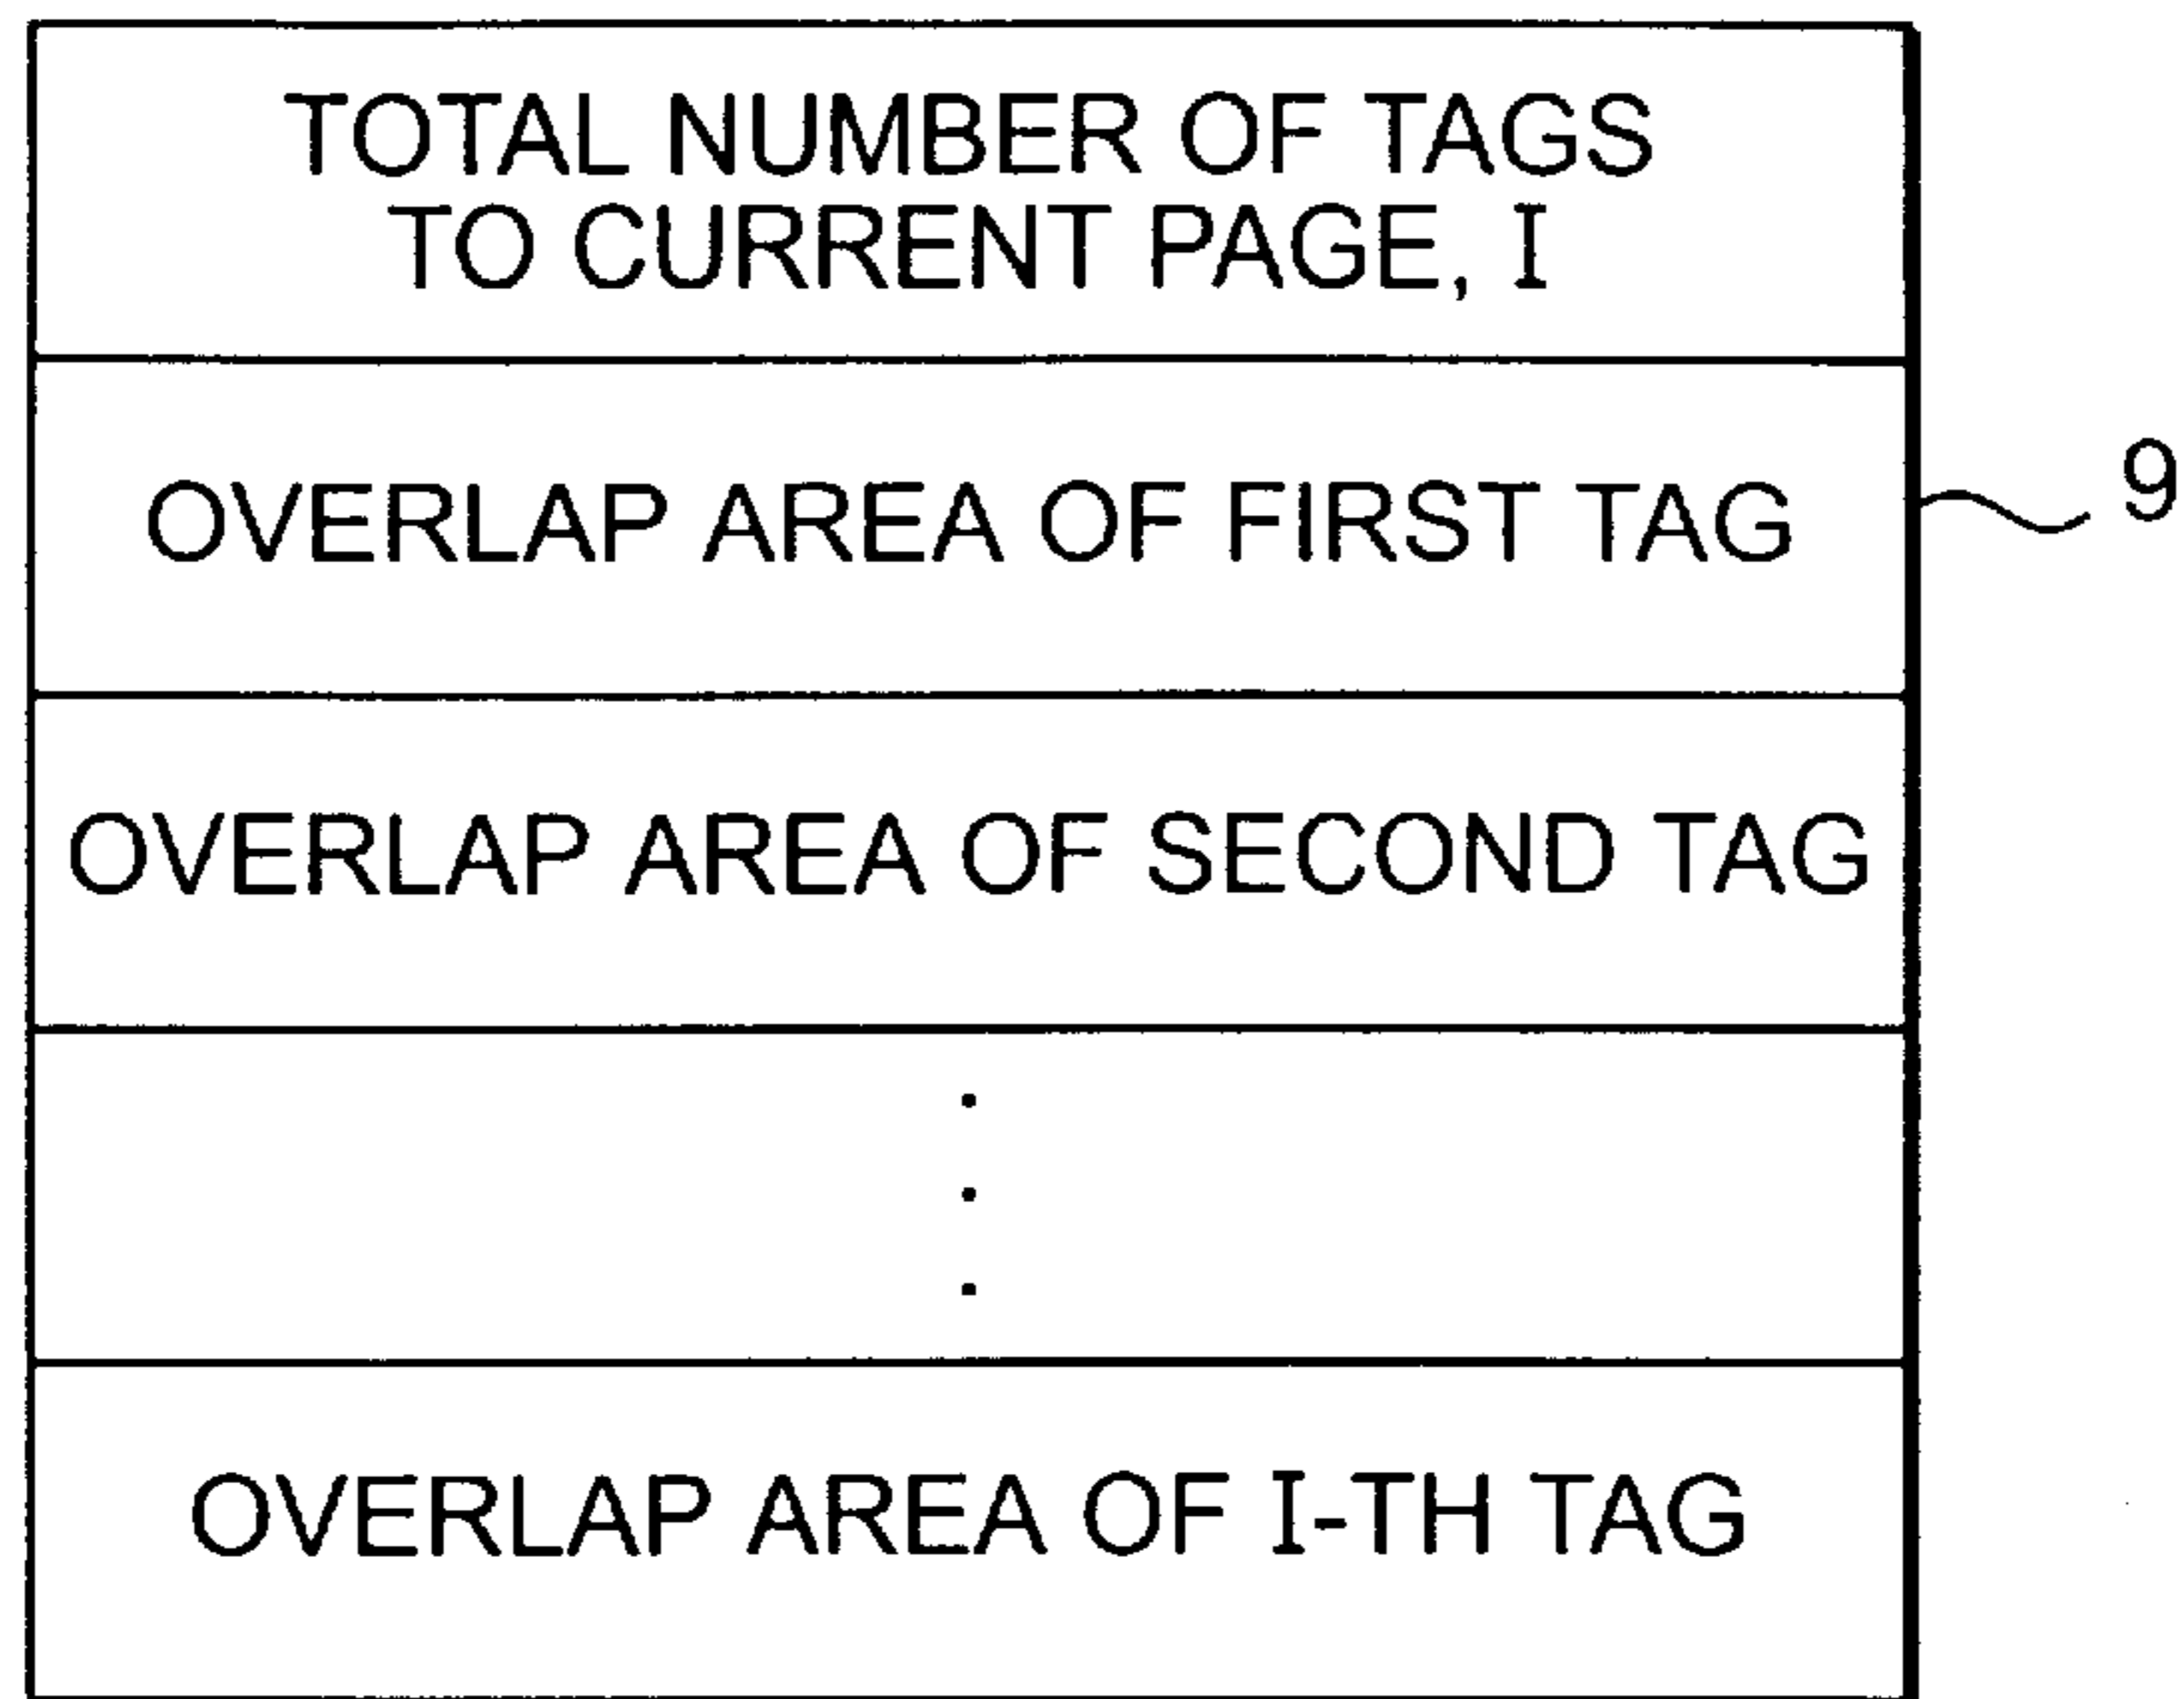 TOTAL NUMBER OF TAGS
TO CURRENT PAGE, I
OVERLAP AREA OF FIRST TAG
9
OVERLAP AREA OF SECOND TAG
.
.
.
OVERLAP AREA OF I-TH TAG